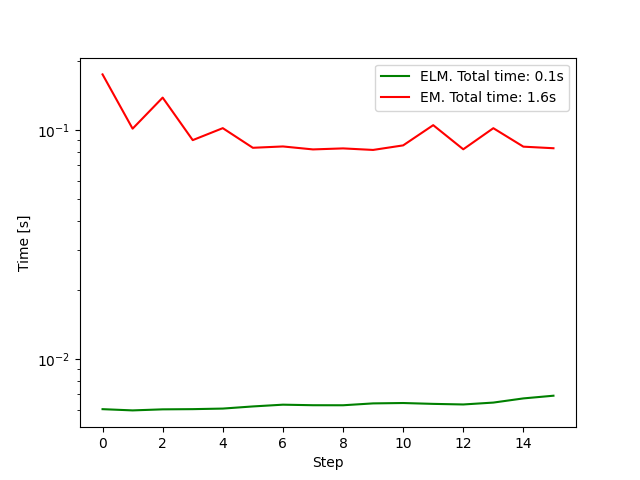 ELM. Total time: 0.1s
EM. Total time: 1.6s
10⁻¹
10⁻²
Time [s]
0 2 4 6 8 10 12 14
Step